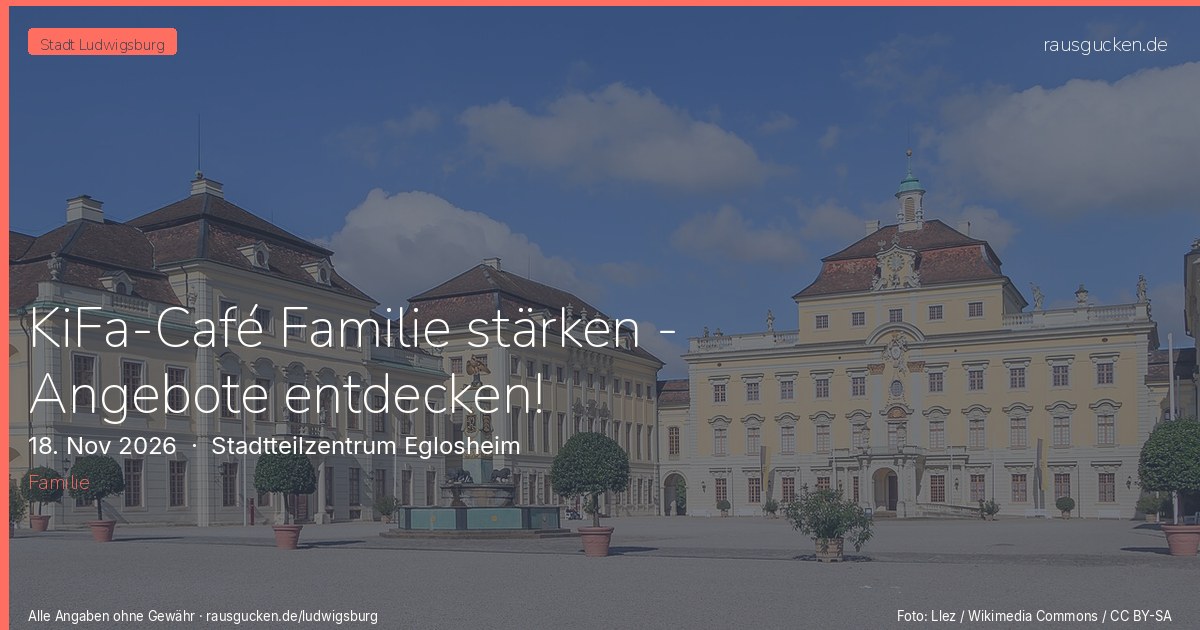 Stadt Ludwigsburg
rausgucken.de
KiFa-Café Familie stärken -
Angebote entdecken!
18. Nov 2026 · Stadtteilzentrum Eglosheim
Familie
Alle Angaben ohne Gewähr · rausgucken.de/ludwigsburg
Foto: Llez / Wikimedia Commons / CC BY-SA